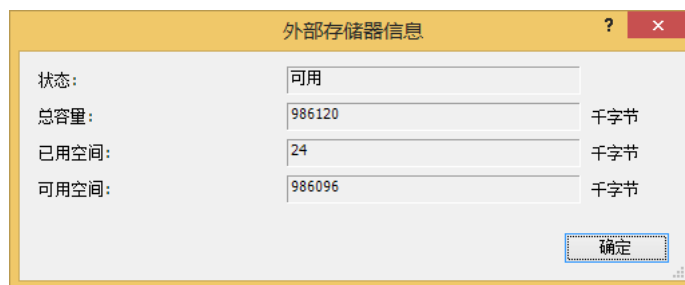 外部存储器信息 ? ×
状态: 可用
总容量: 986120 千字节
已用空间: 24 千字节
可用空间: 986096 千字节
确定